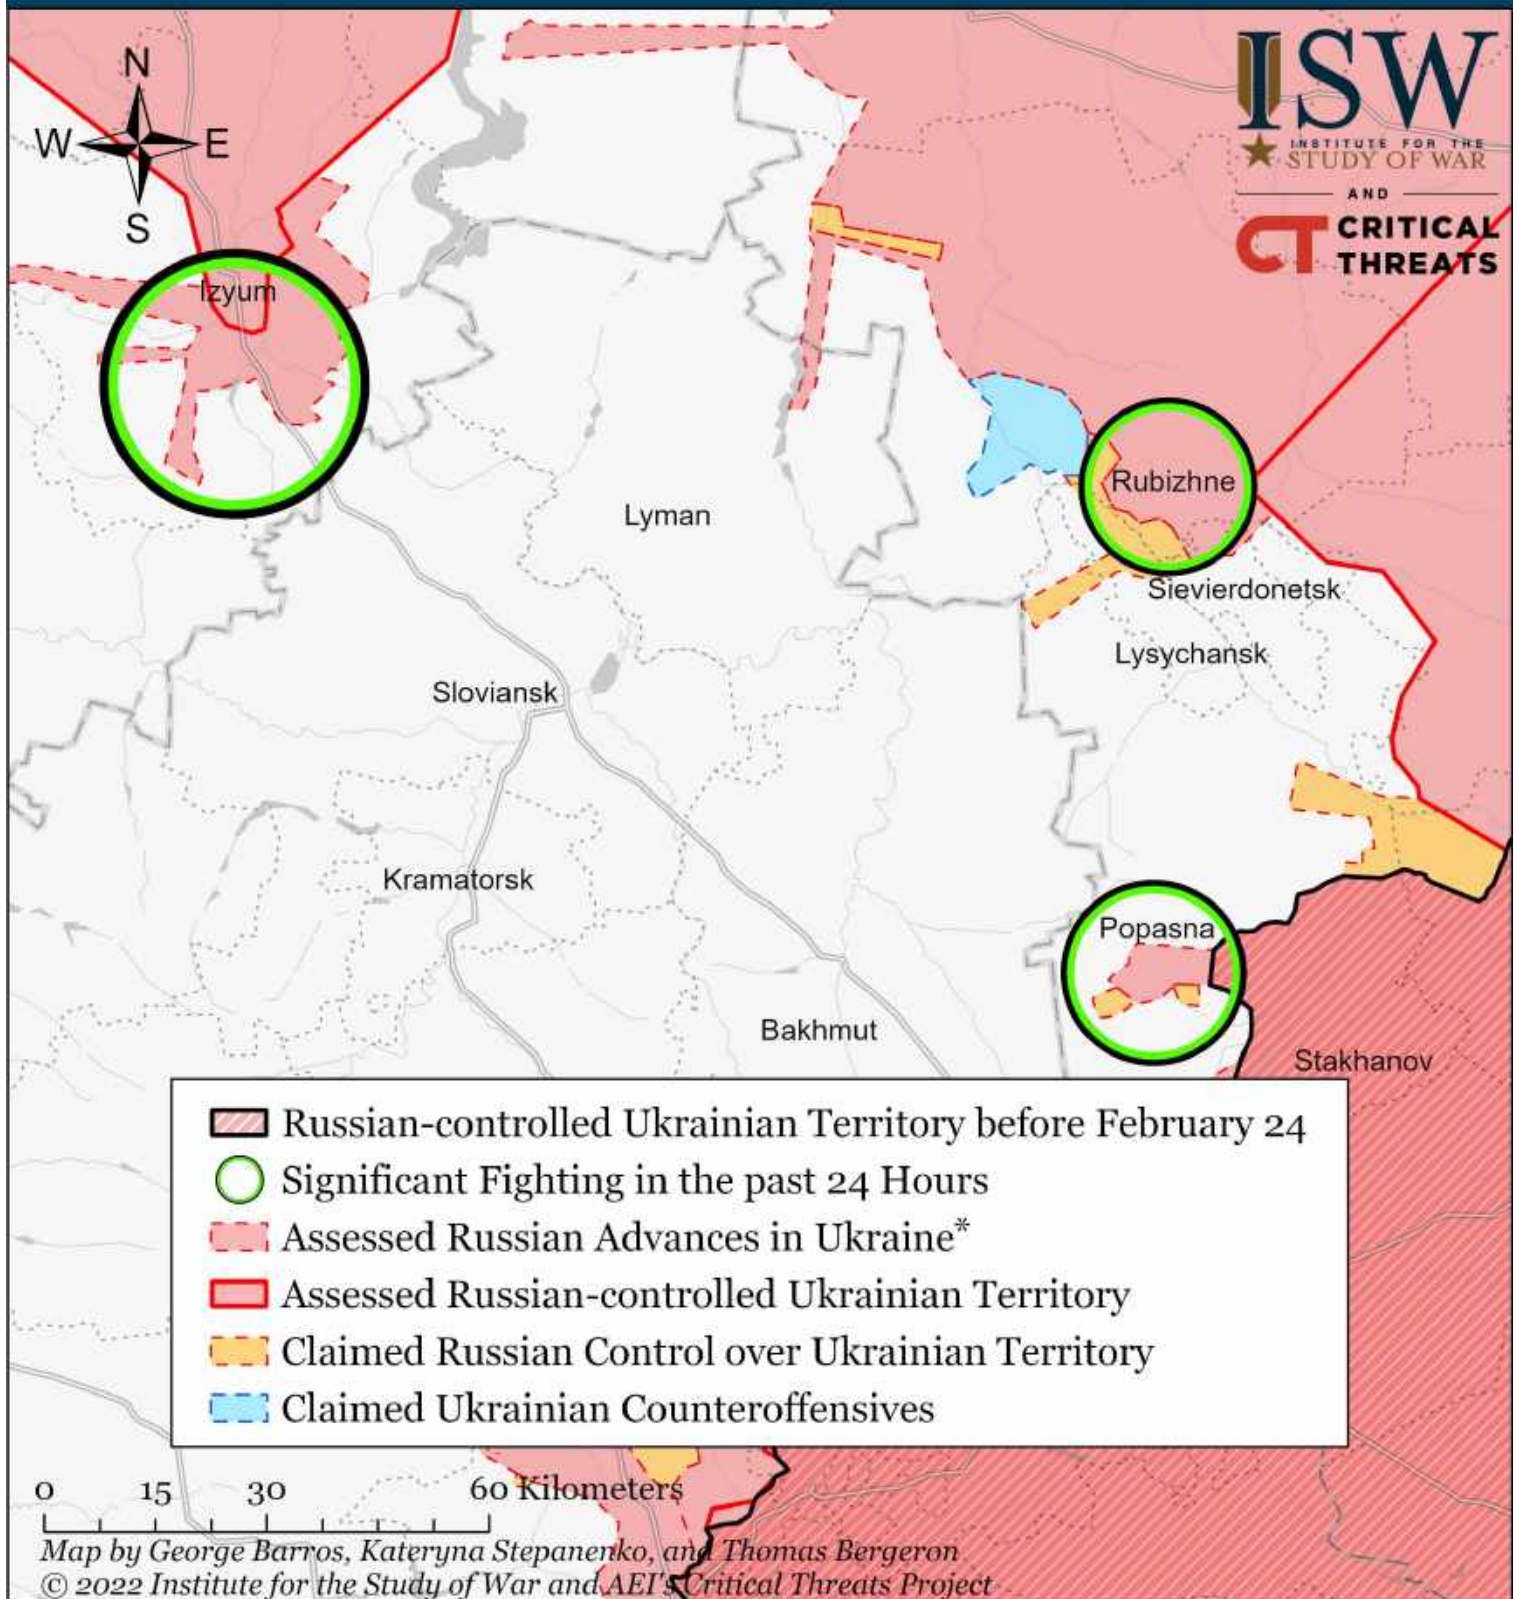 N
W E
S
ISW
INSTITUTE FOR THE
STUDY OF WAR
AND
CT CRITICAL
THREATS
Izyum
Rubizhne
Lyman
Sievierdonetsk
Lysychansk
Sloviansk
Kramatorsk
Popasna
Bakhmut
Stakhanov
Russian-controlled Ukrainian Territory before February 24
Significant Fighting in the past 24 Hours
Assessed Russian Advances in Ukraine*
Assessed Russian-controlled Ukrainian Territory
Claimed Russian Control over Ukrainian Territory
Claimed Ukrainian Counteroffensives
0 15 30 60 Kilometers
Map by George Barros, Kateryna Stepanenko, and Thomas Bergeron
© 2022 Institute for the Study of War and AEI's Critical Threats Project